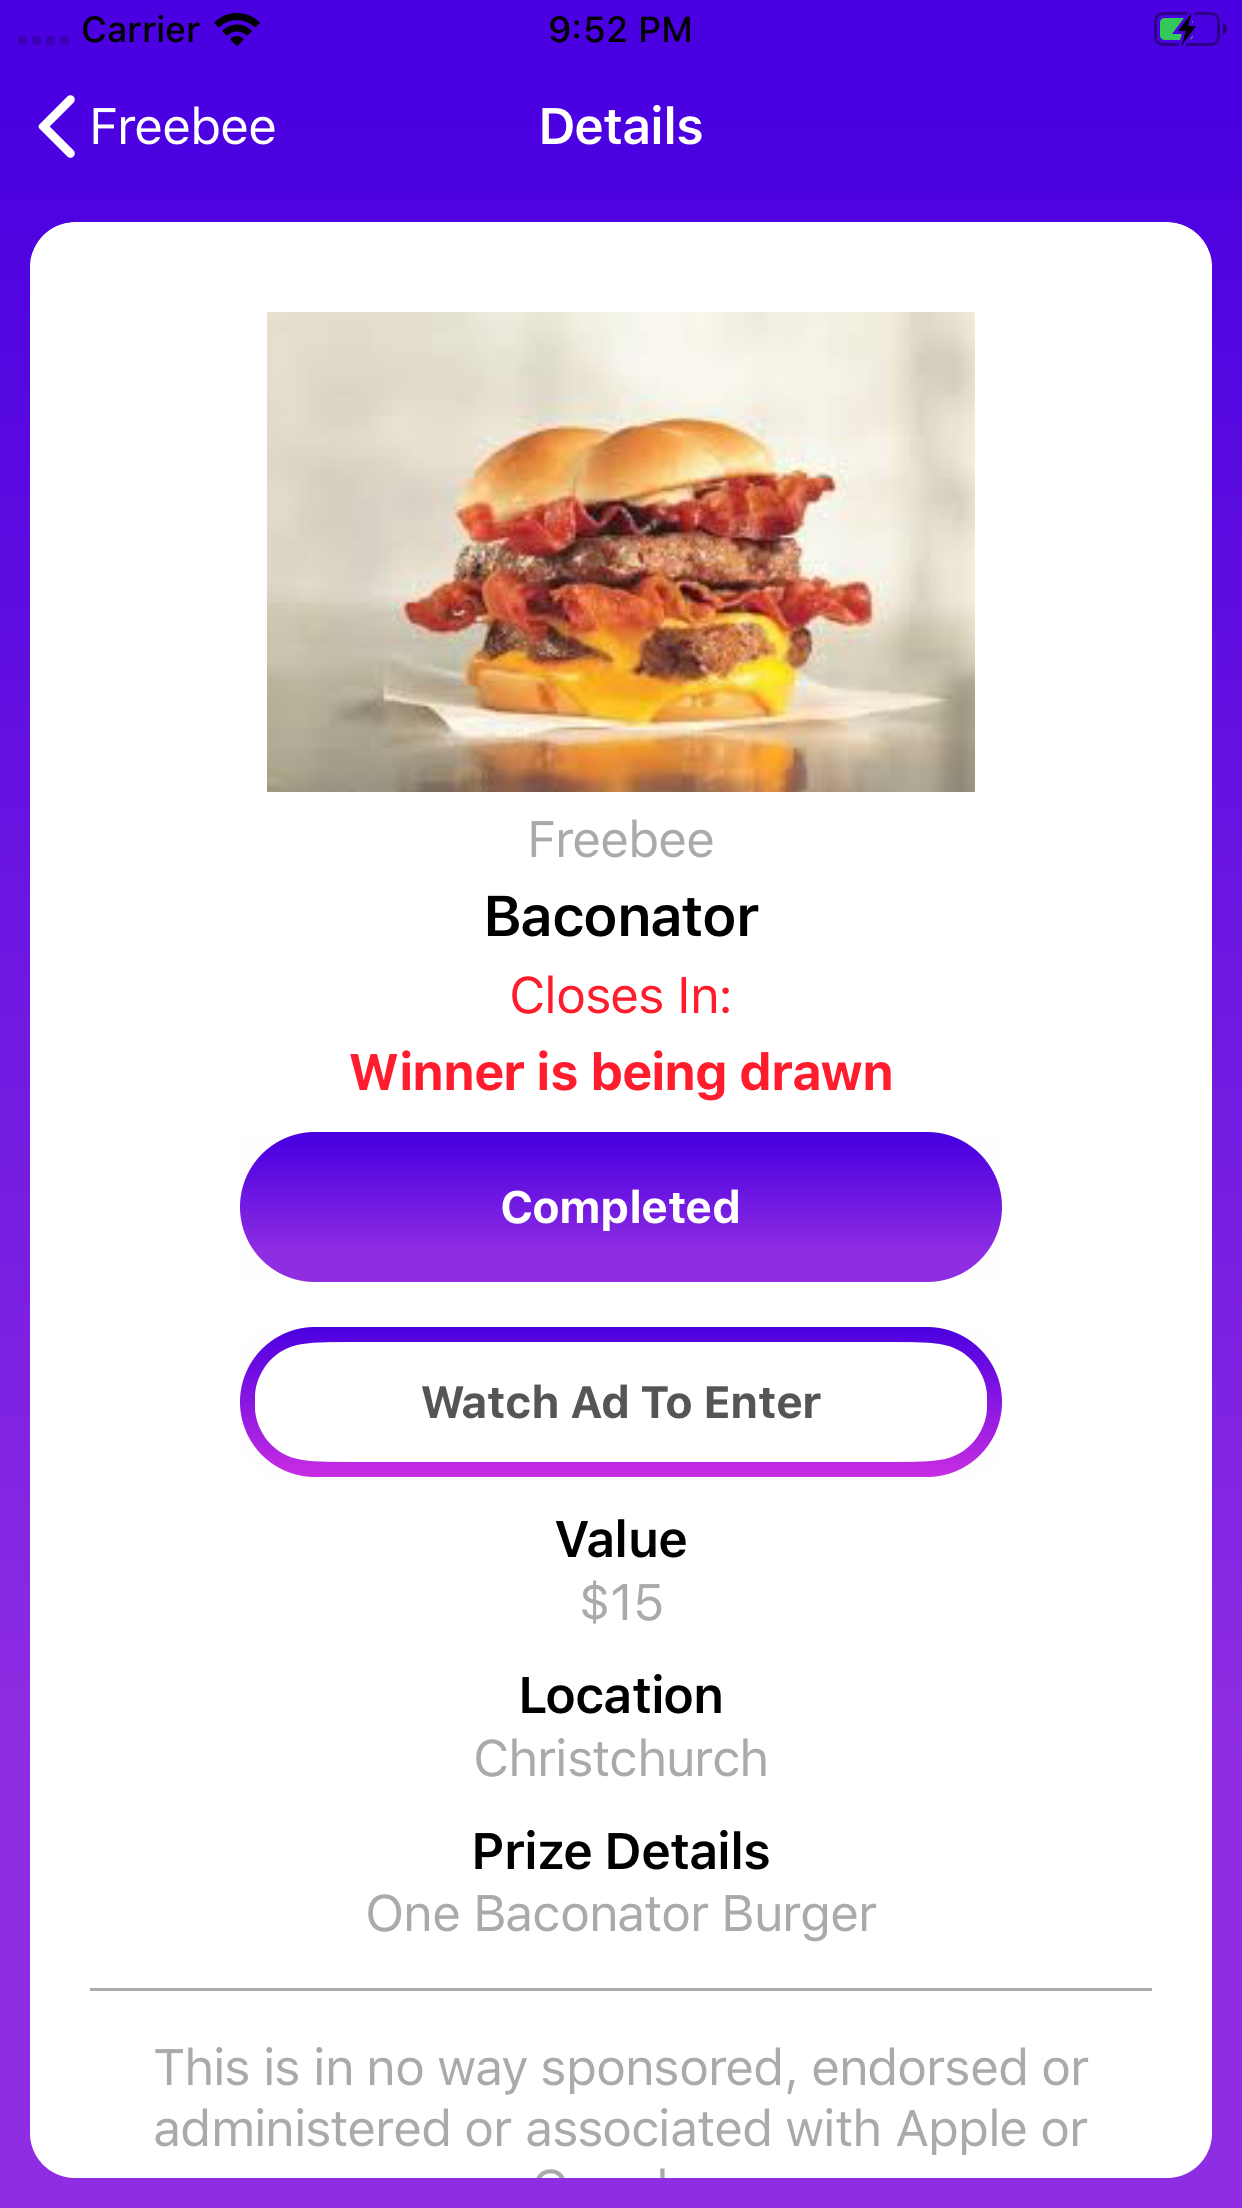 Carrier 9:52 PM
Freebee Details
Freebee
Baconator
Closes In:
Winner is being drawn
Completed
Watch Ad To Enter
Value
$15
Location
Christchurch
Prize Details
One Baconator Burger
This is in no way sponsored, endorsed or
administered or associated with Apple or